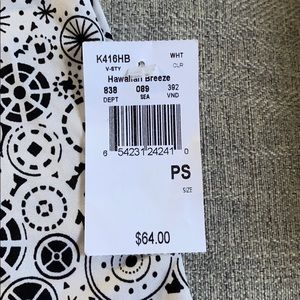 K416HB WHT
V-STY CLR
Hawaiian Breeze
838 089 392
DEPT SEA VND
6 54231 24241 0
PS
SIZE
$64.00